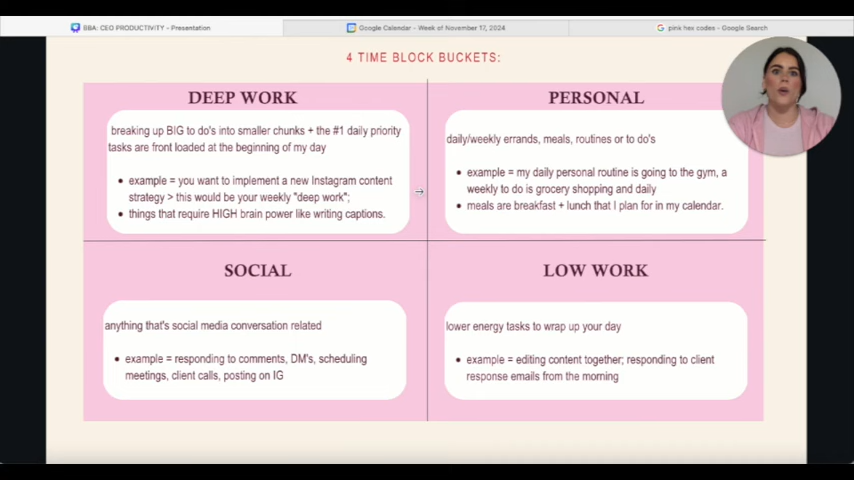 BBA: CEO PRODUCTIVITY - Presentation
Google Calendar - Week of November 17, 2024
pink hex codes - Google Search
4 TIME BLOCK BUCKETS:
DEEP WORK
breaking up BIG to do's into smaller chunks + the #1 daily priority
tasks are front loaded at the beginning of my day
• example = you want to implement a new Instagram content
strategy > this would be your weekly "deep work";
• things that require HIGH brain power like writing captions.
PERSONAL
daily/weekly errands, meals, routines or to do's
• example = my daily personal routine is going to the gym, a
weekly to do is grocery shopping and daily
• meals are breakfast + lunch that I plan for in my calendar.
SOCIAL
anything that's social media conversation related
• example = responding to comments, DM's, scheduling
meetings, client calls, posting on IG
LOW WORK
lower energy tasks to wrap up your day
• example = editing content together; responding to client
response emails from the morning